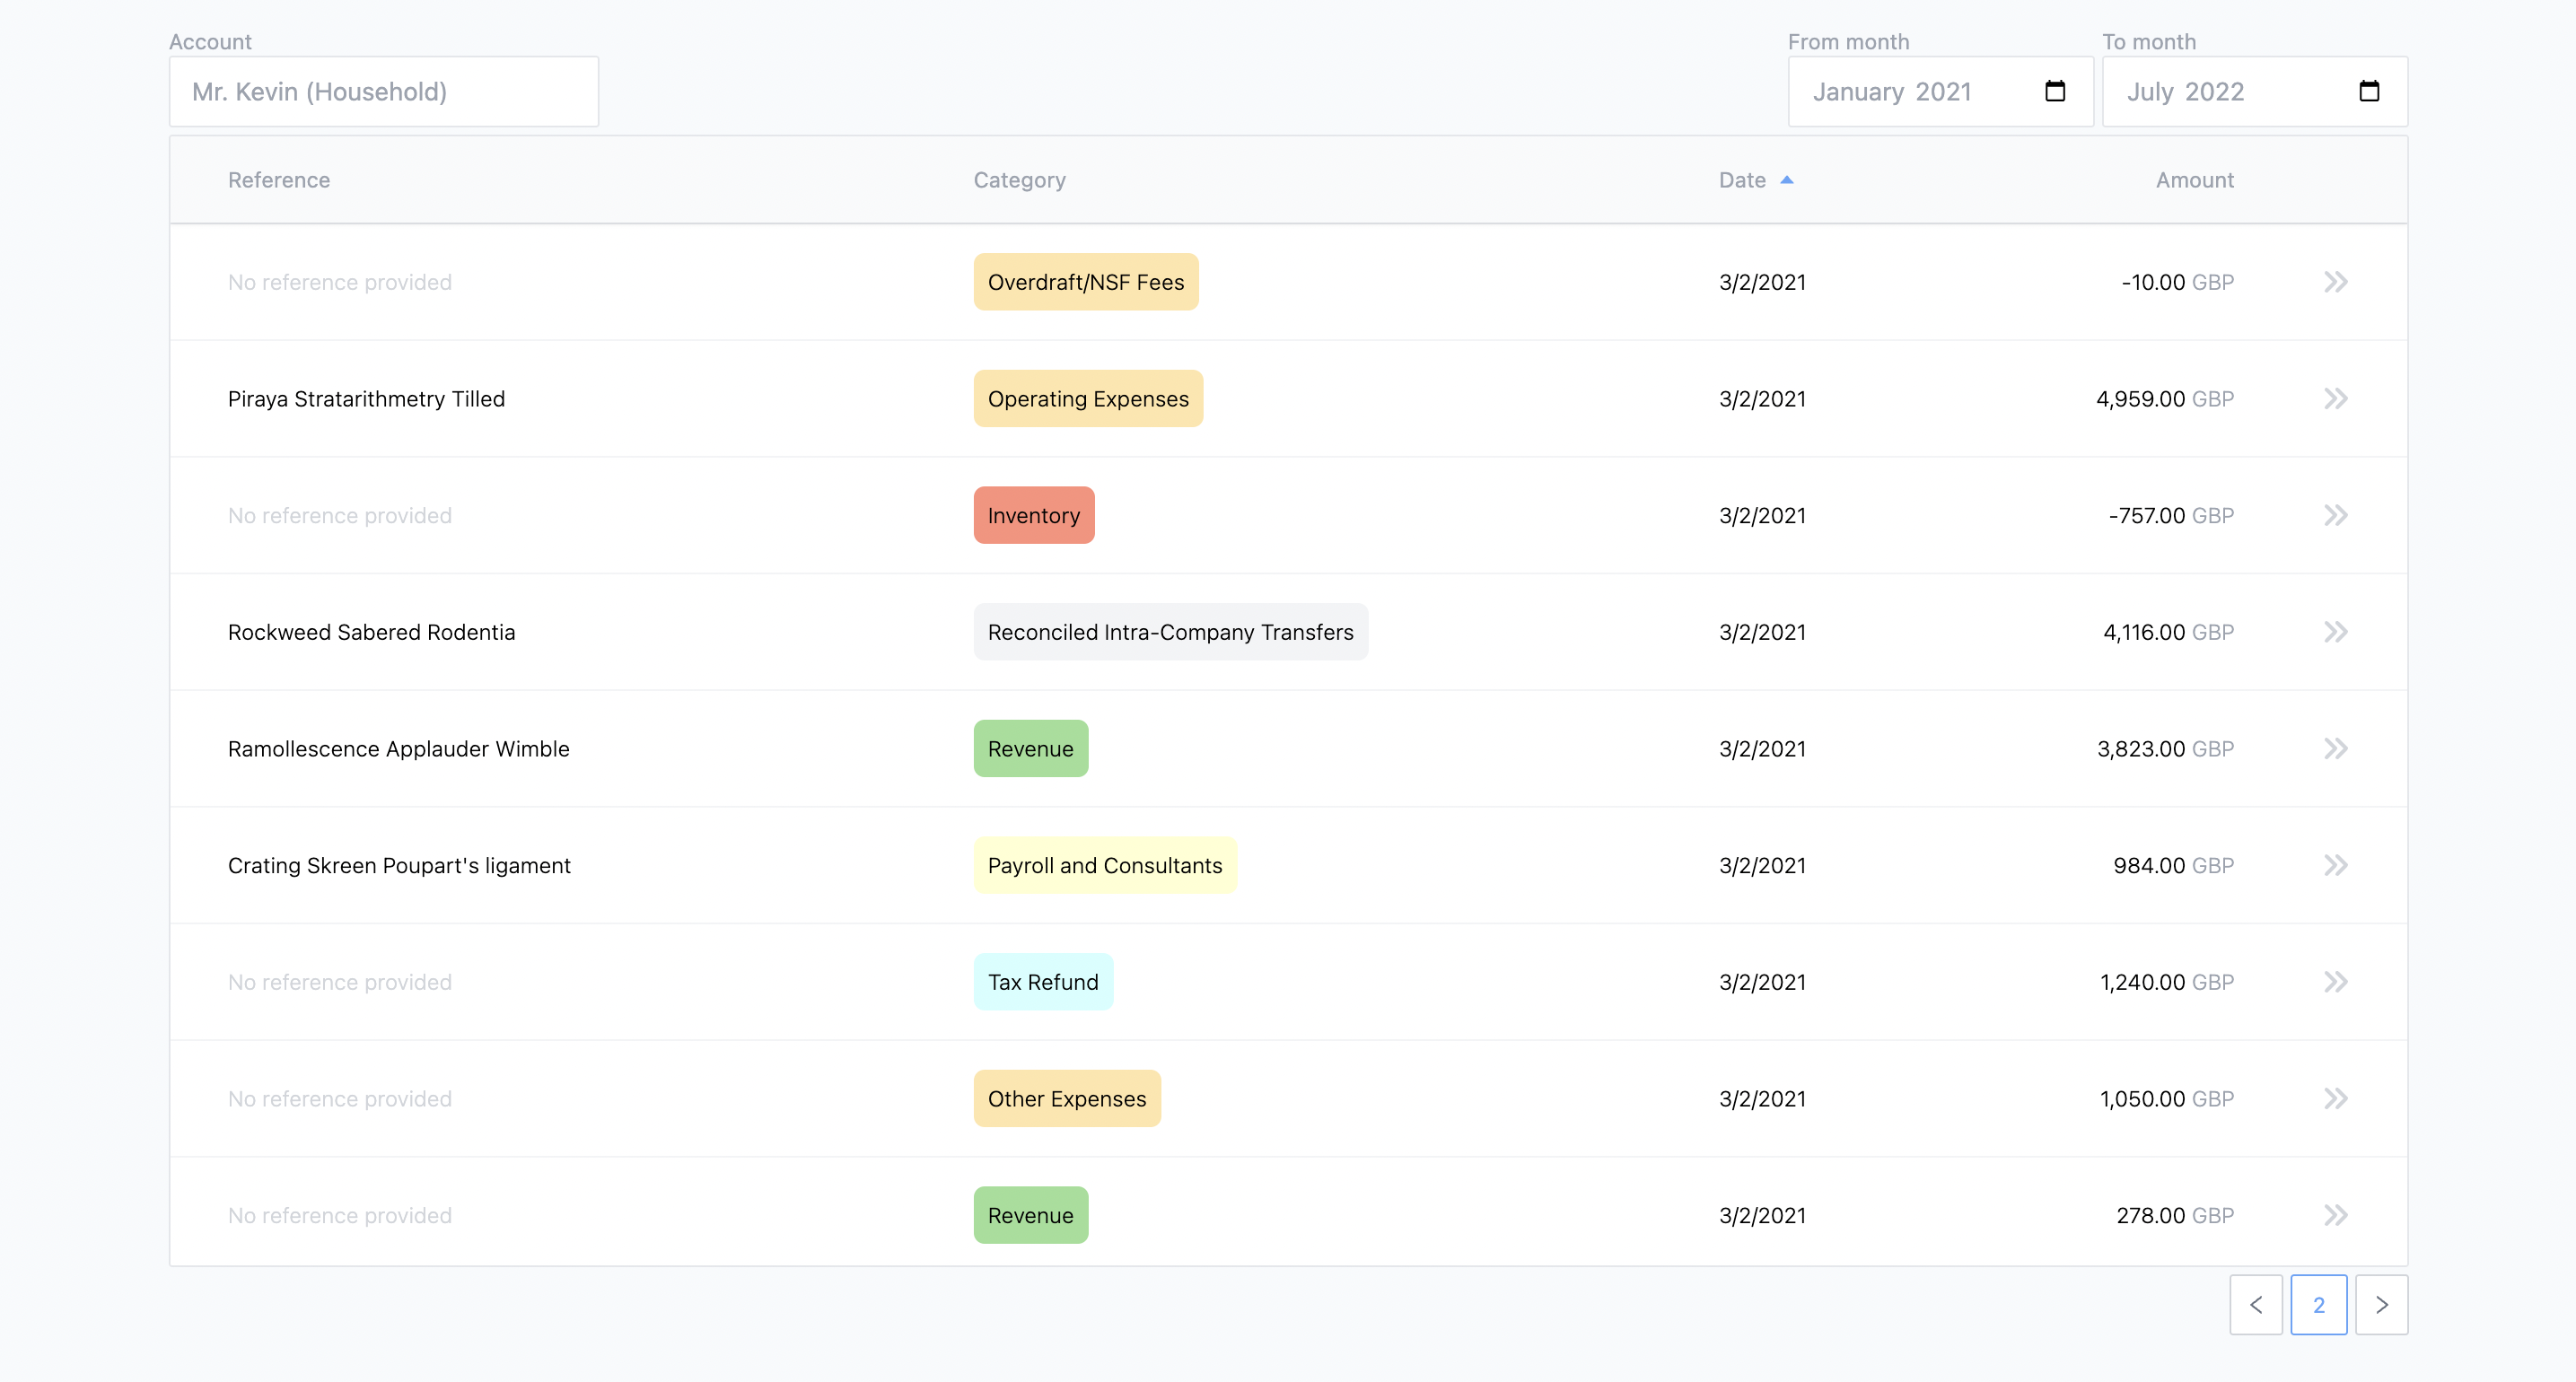 Account
From month
To month
Mr. Kevin (Household)
January 2021
July 2022
Reference Category Date Amount
No reference provided Overdraft/NSF Fees 3/2/2021 -10.00 GBP
Piraya Stratarithmetry Tilled Operating Expenses 3/2/2021 4,959.00 GBP
No reference provided Inventory 3/2/2021 -757.00 GBP
Rockweed Sabered Rodentia Reconciled Intra-Company Transfers 3/2/2021 4,116.00 GBP
Ramollescence Applauder Wimble Revenue 3/2/2021 3,823.00 GBP
Crating Skreen Poupart's ligament Payroll and Consultants 3/2/2021 984.00 GBP
No reference provided Tax Refund 3/2/2021 1,240.00 GBP
No reference provided Other Expenses 3/2/2021 1,050.00 GBP
No reference provided Revenue 3/2/2021 278.00 GBP
2